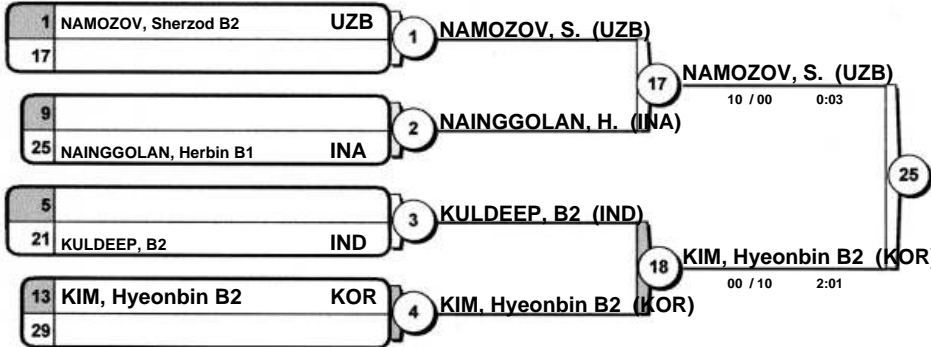 1 NAMOZOV, Sherzod B2 UZB
17
1
NAMOZOV, S. (UZB)
9
25 NAINGGOLAN, Herbin B1 INA
2
NAINGGOLAN, H. (INA)
17
NAMOZOV, S. (UZB)
10 / 00 0:03
5
21 KULDEEP, B2 IND
3
KULDEEP, B2 (IND)
13 KIM, Hyeonbin B2 KOR
29
4
KIM, Hyeonbin B2 (KOR)
18
KIM, Hyeonbin B2 (KOR)
00 / 10 2:01
25